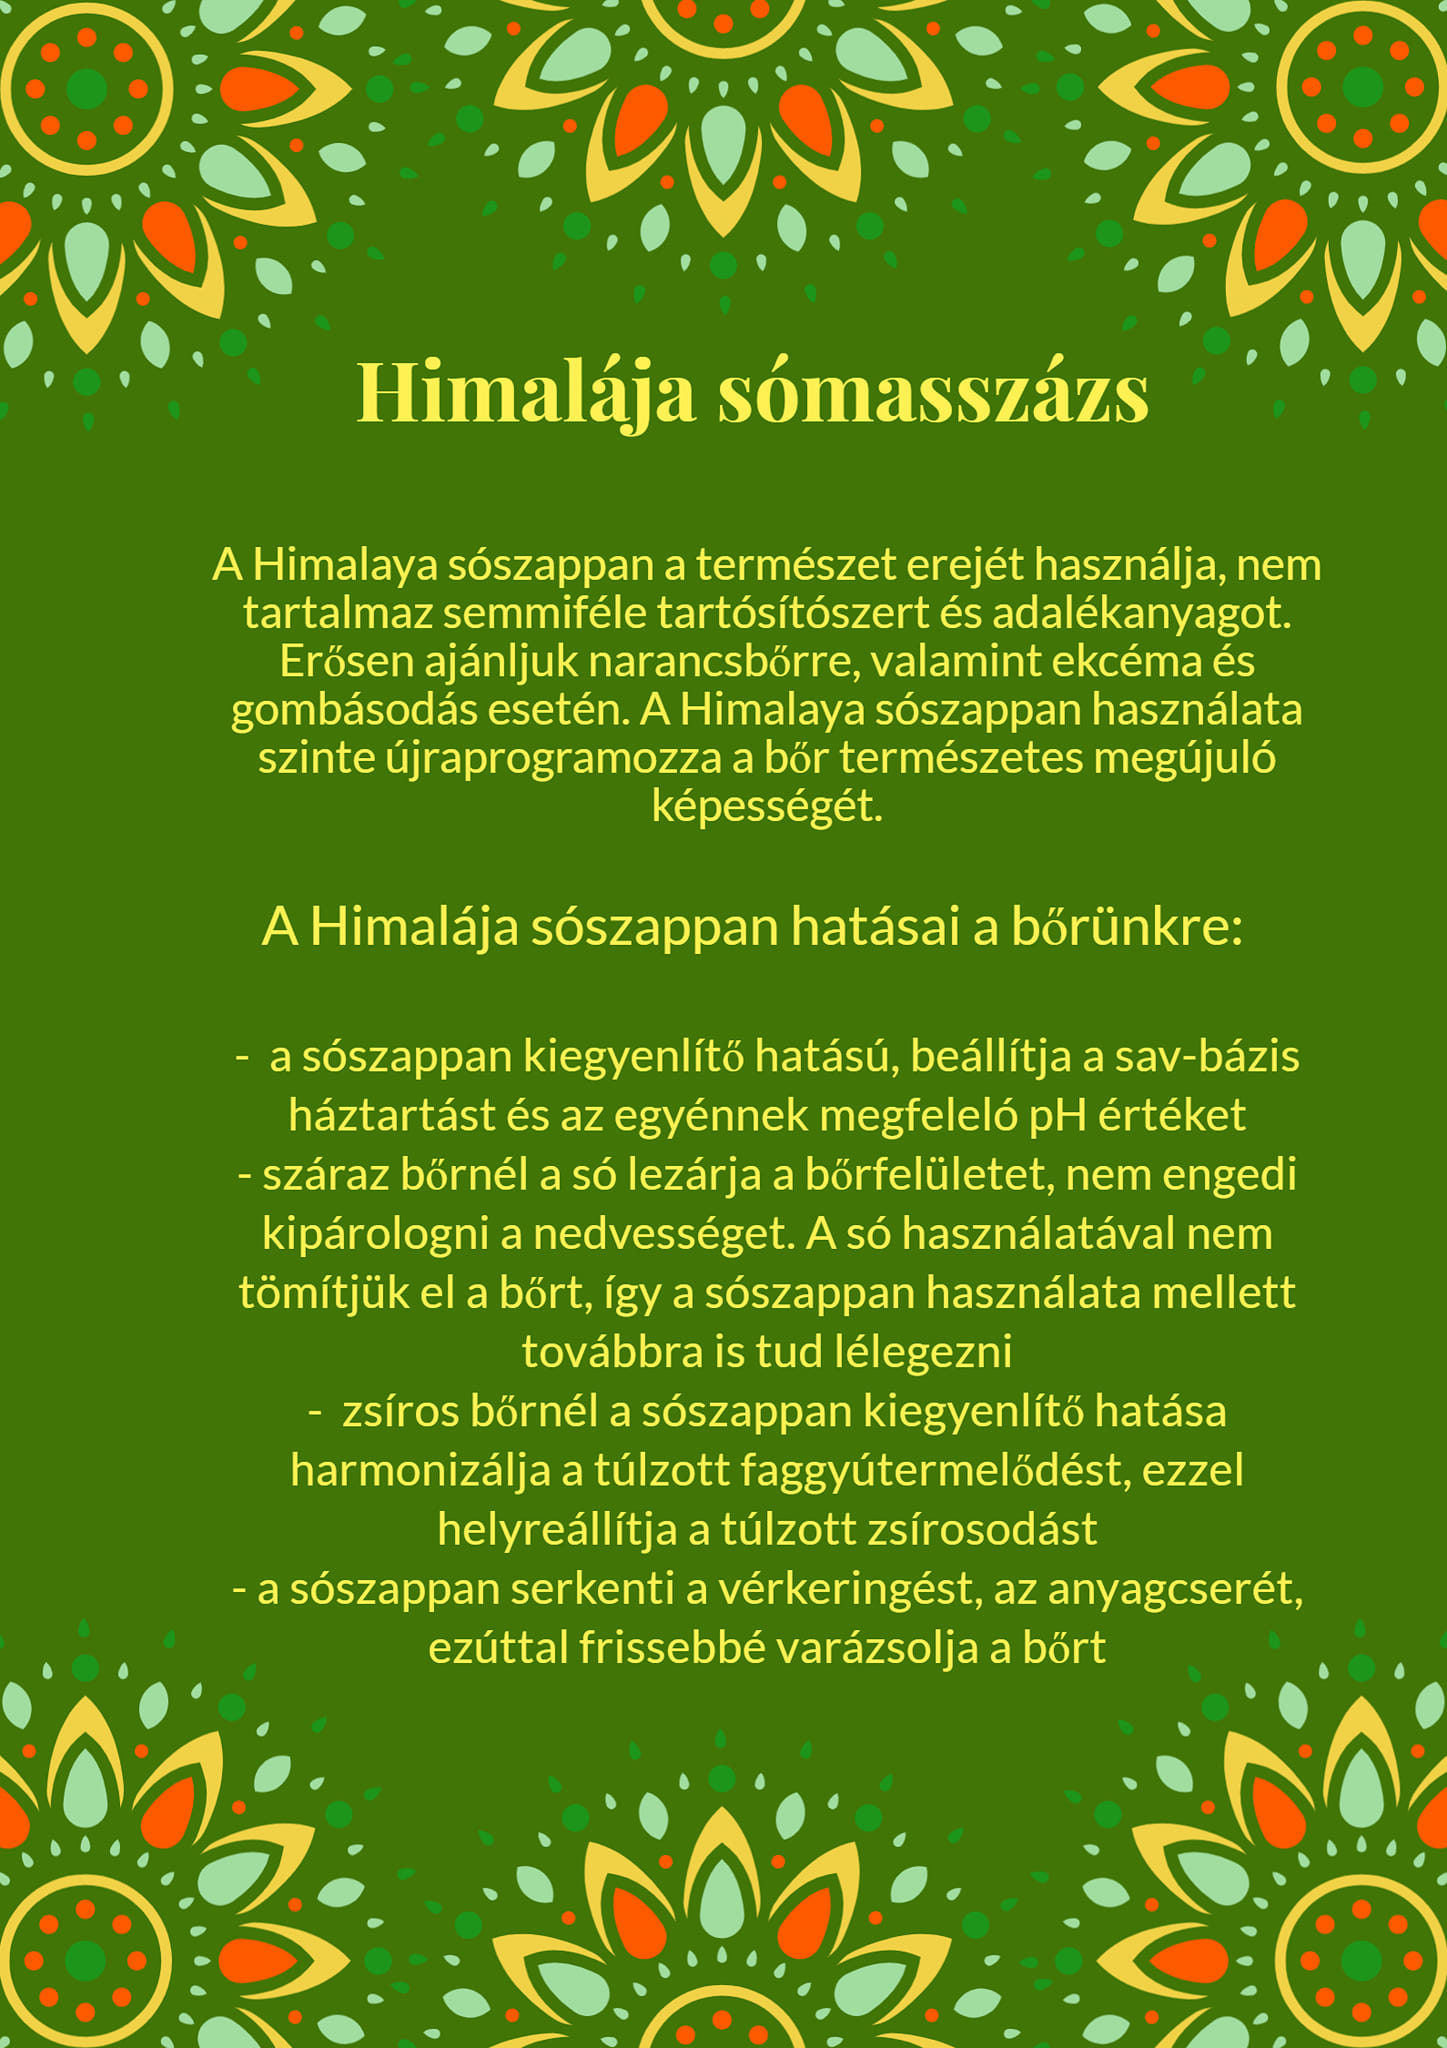 Himalája sómasszázs
A Himalaya sószappan a természet erejét használja, nem
tartalmaz semmiféle tartósítószert és adalékanyagot.
Erősen ajánljuk narancsbőrre, valamint ekcéma és
gombásodás esetén. A Himalaya sószappan használata
szinte újraprogramozza a bőr természetes megújuló
képességét.
A Himalája sószappan hatásai a bőrünkre:
-  a sószappan kiegyenlítő hatású, beállítja a sav-bázis
háztartást és az egyénnek megfeleló pH értéket
- száraz bőrnél a só lezárja a bőrfelületet, nem engedi
kipárologni a nedvességet. A só használatával nem
tömítjük el a bőrt, így a sószappan használata mellett
továbbra is tud lélegezni
-  zsíros bőrnél a sószappan kiegyenlítő hatása
harmonizálja a túlzott faggyútermelődést, ezzel
helyreállítja a túlzott zsírosodást
- a sószappan serkenti a vérkeringést, az anyagcserét,
ezúttal frissebbé varázsolja a bőrt